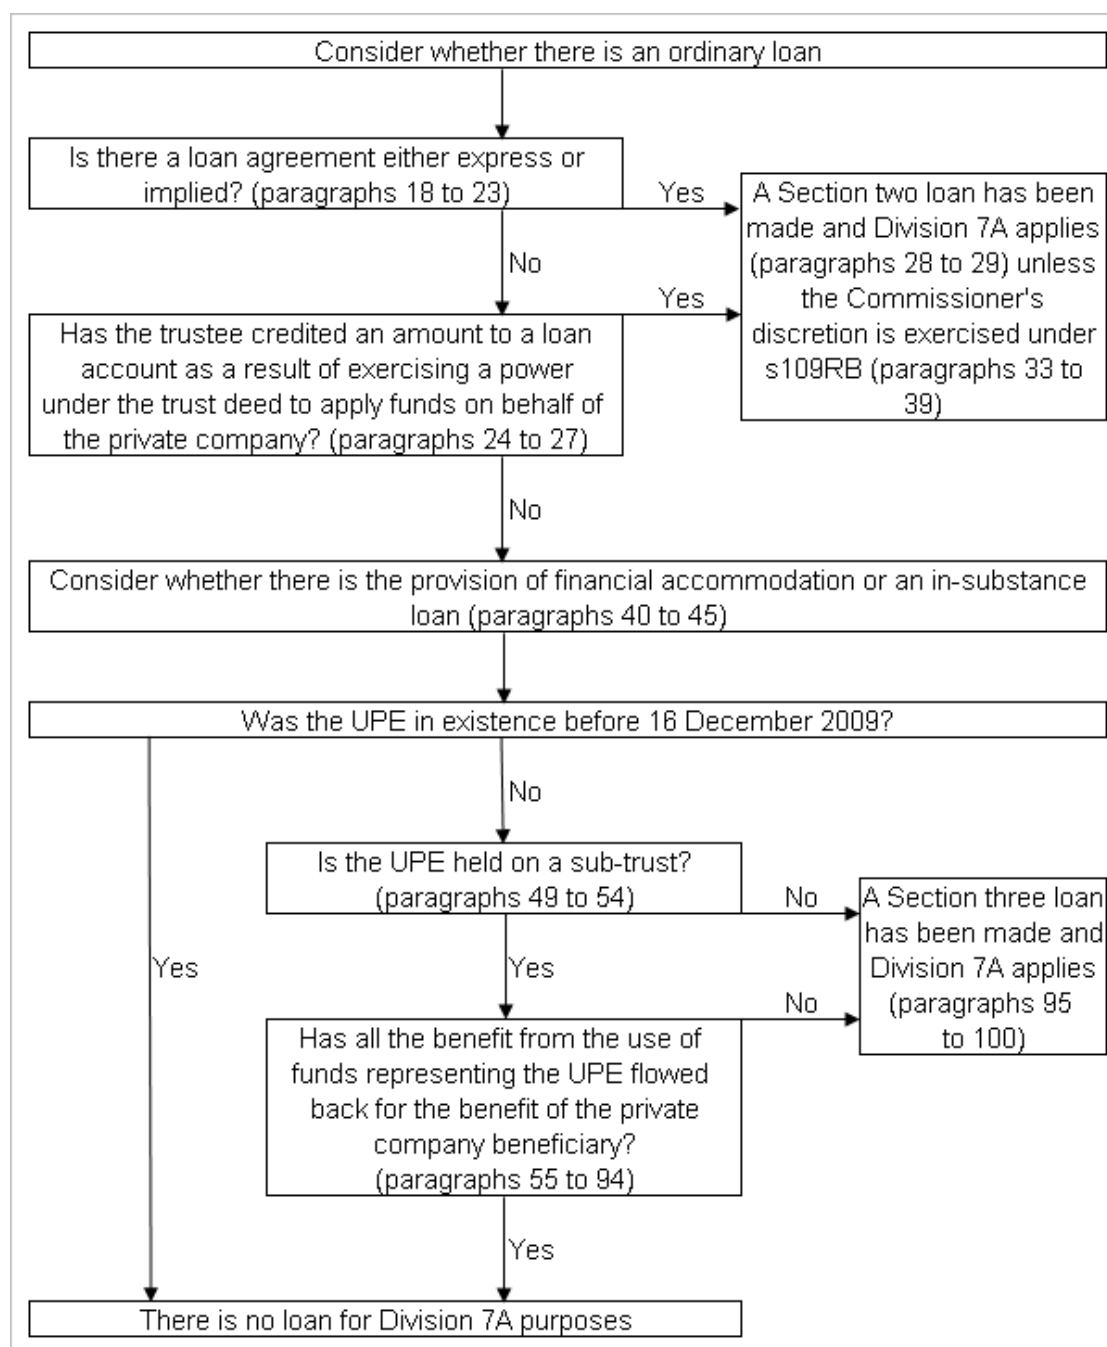 Consider whether there is an ordinary loan
Is there a loan agreement either express or
implied? (paragraphs 18 to 23)
Yes
A Section two loan has been
made and Division 7A applies
(paragraphs 28 to 29) unless
the Commissioner's
discretion is exercised under
s109RB (paragraphs 33 to
39)
No
Yes
Has the trustee credited an amount to a loan
account as a result of exercising a power
under the trust deed to apply funds on behalf of
the private company? (paragraphs 24 to 27)
No
Consider whether there is the provision of financial accommodation or an in-substance
loan (paragraphs 40 to 45)
Was the UPE in existence before 16 December 2009?
No
Is the UPE held on a sub-trust?
(paragraphs 49 to 54)
No
A Section three loan
has been made and
Division 7A applies
(paragraphs 95
to 100)
Yes
Yes
No
Has all the benefit from the use of
funds representing the UPE flowed
back for the benefit of the private
company beneficiary?
(paragraphs 55 to 94)
Yes
There is no loan for Division 7A purposes